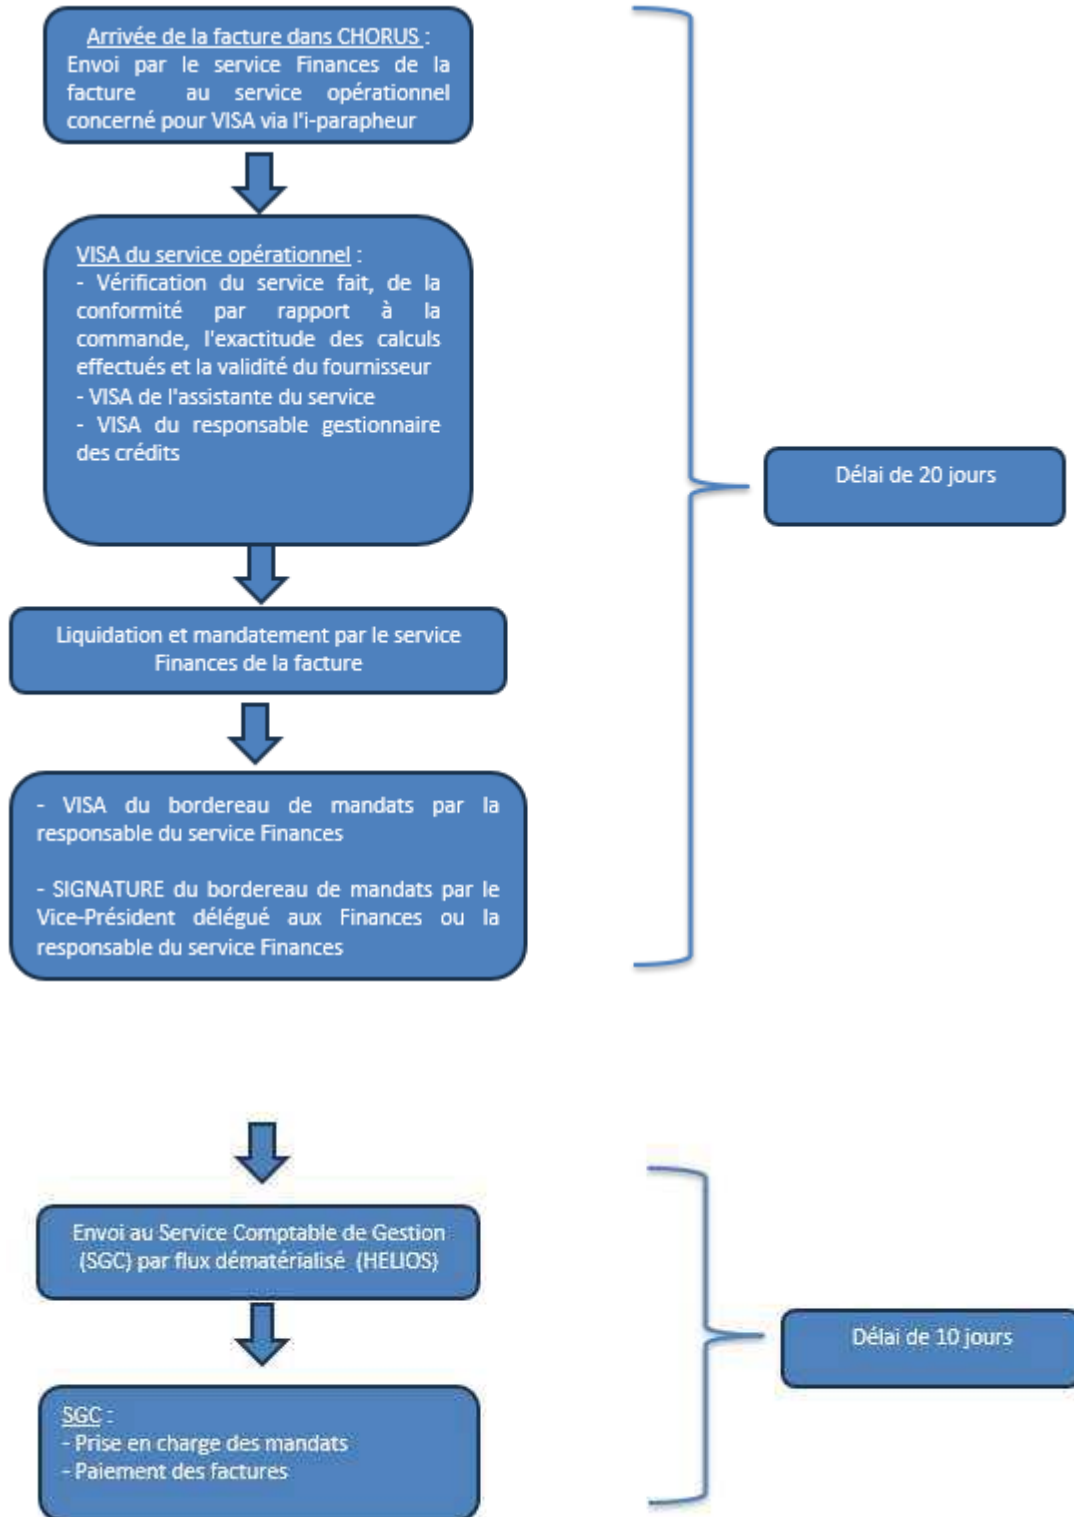 Arrivée de la facture dans CHORUS :
Envoi par le service Finances de la
facture au service opérationnel
concerné pour VISA via l'i-parapheur
VISA du service opérationnel :
- Vérification du service fait, de la
conformité par rapport à la
commande, l'exactitude des calculs
effectués et la validité du fournisseur
- VISA de l'assistante du service
- VISA du responsable gestionnaire
des crédits
Délai de 20 jours
Liquidation et mandatement par le service
Finances de la facture
- VISA du bordereau de mandats par la
responsable du service Finances
- SIGNATURE du bordereau de mandats par le
Vice-Président délégué aux Finances ou la
responsable du service Finances
Envoi au Service Comptable de Gestion
(SGC) par flux dématérialisé (HELIOS)
Délai de 10 jours
SGC :
- Prise en charge des mandats
- Paiement des factures